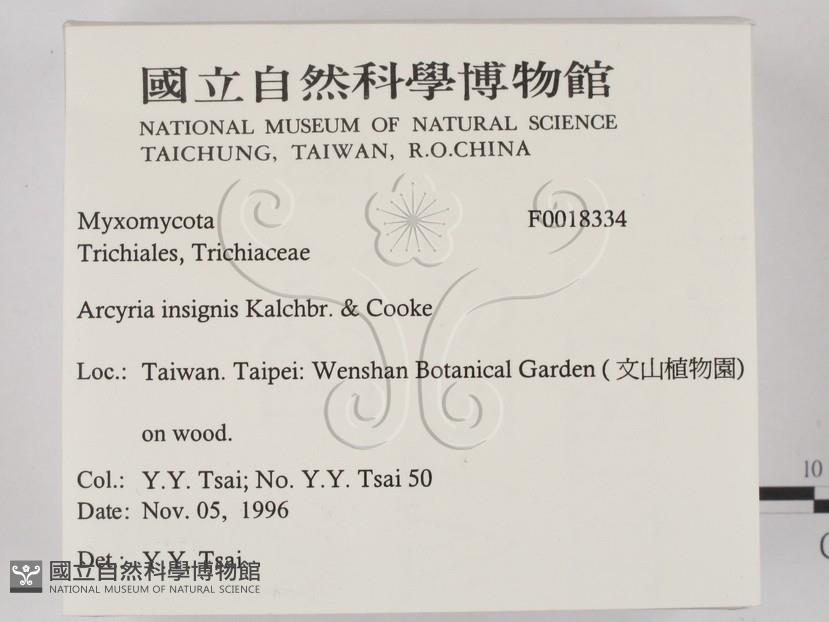 國立自然科學博物館
NATIONAL MUSEUM OF NATURAL SCIENCE
TAICHUNG, TAIWAN, R.O.CHINA
Myxomycota F0018334
Trichiales, Trichiaceae
Arcyria insignis Kalchbr. & Cooke
Loc.: Taiwan. Taipei: Wenshan Botanical Garden ( 文山植物園)
on wood.
Col.: Y.Y. Tsai; No. Y.Y. Tsai 50
Date: Nov. 05, 1996
Det.: Y.Y. Tsai
國立自然科學博物館
NATIONAL MUSEUM OF NATURAL SCIENCE
10